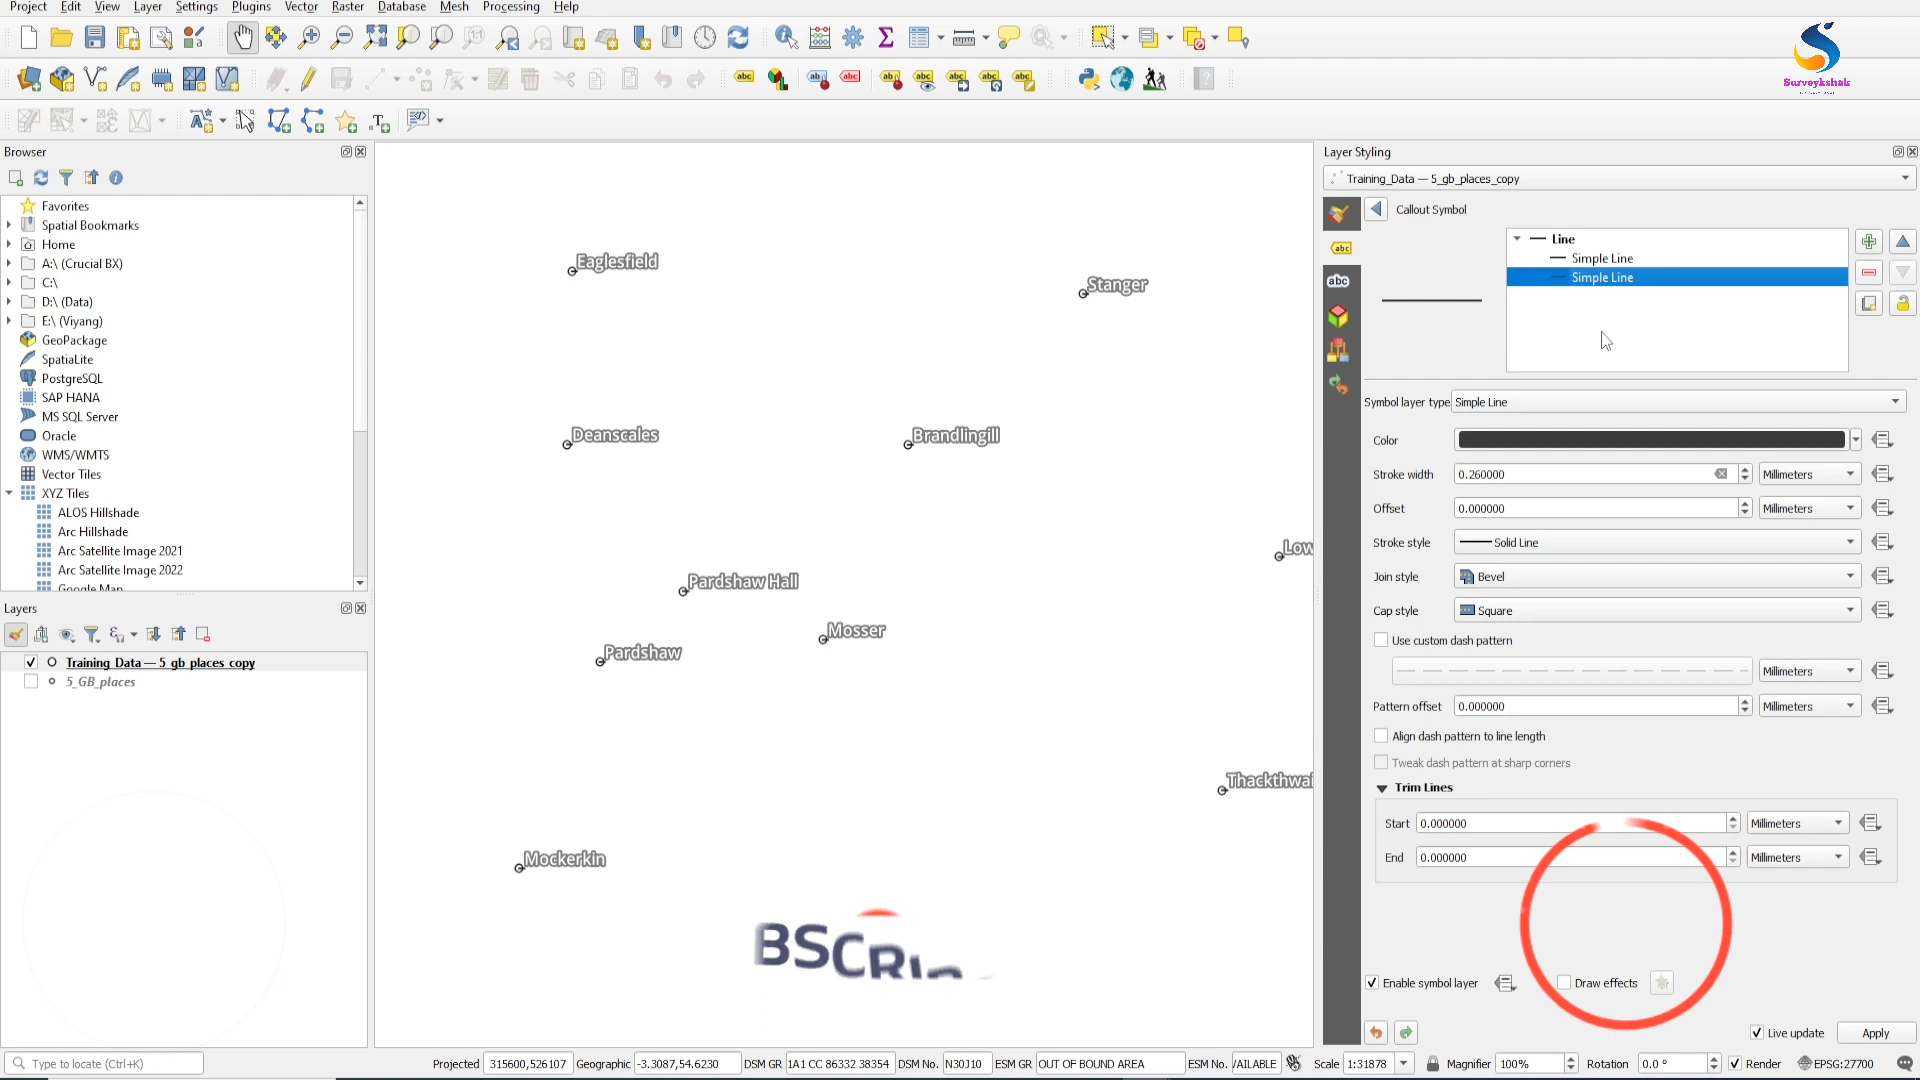 Project Edit View Layer Settings Plugins Vector Raster Database Mesh Processing Help
Surveykshak
Browser
Favorites
Spatial Bookmarks
Home
A:\ (Crucial BX)
C:\
D:\ (Data)
E:\ (Viyang)
GeoPackage
SpatiaLite
PostgreSQL
SAP HANA
MS SQL Server
Oracle
WMS/WMTS
Vector Tiles
XYZ Tiles
ALOS Hillshade
Arc Hillshade
Arc Satellite Image 2021
Arc Satellite Image 2022
Google Map
Layers
Training_Data — 5_gb_places_copy
5_GB_places
Eaglesfield
Stanger
Deanscales
Brandlingill
Low
Pardshaw Hall
Mosser
Pardshaw
Thackthwai
Mockerkin
BSCRI
Layer Styling
Training_Data — 5_gb_places_copy
Callout Symbol
Line
Simple Line
Simple Line
Symbol layer type Simple Line
Color
Stroke width 0.260000 Millimeters
Offset 0.000000 Millimeters
Stroke style Solid Line
Join style Bevel
Cap style Square
Use custom dash pattern
Millimeters
Pattern offset 0.000000 Millimeters
Align dash pattern to line length
Tweak dash pattern at sharp corners
Trim Lines
Start 0.000000 Millimeters
End 0.000000 Millimeters
Enable symbol layer Draw effects
Live update Apply
Type to locate (Ctrl+K) Projected 315600,526107 Geographic -3.3087,54.6230 DSM GR 1A1 CC 86332 38354 DSM No. N30J10 ESM GR OUT OF BOUND AREA ESM No. /AILABLE Scale 1:31878 Magnifier 100% Rotation 0.0 ° Render EPSG:27700